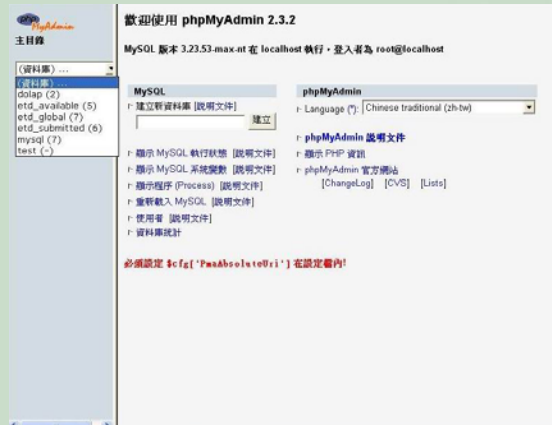 php
MyAdmin
主目錄
(資料庫) ...
(資料庫) ...
dolap (2)
etd_available (5)
etd_global (7)
etd_submitted (6)
mysql (7)
test (-)
歡迎使用 phpMyAdmin 2.3.2
MySQL 版本 3.23.53-max-nt 在 localhost 執行，登入者為 root@localhost
MySQL
建立新資料庫 [說明文件]
建立
顯示 MySQL 執行狀態 [說明文件]
顯示 MySQL 系統變數 [說明文件]
顯示程序 (Process) [說明文件]
重新載入 MySQL [說明文件]
使用者 [說明文件]
資料庫統計
phpMyAdmin
Language (*): Chinese traditional (zh-tw)
phpMyAdmin 說明文件
顯示 PHP 資訊
phpMyAdmin 官方網站
[ChangeLog] [CVS] [Lists]
必須設定 $cfg['PmaAbsoluteUri'] 在設定檔內!